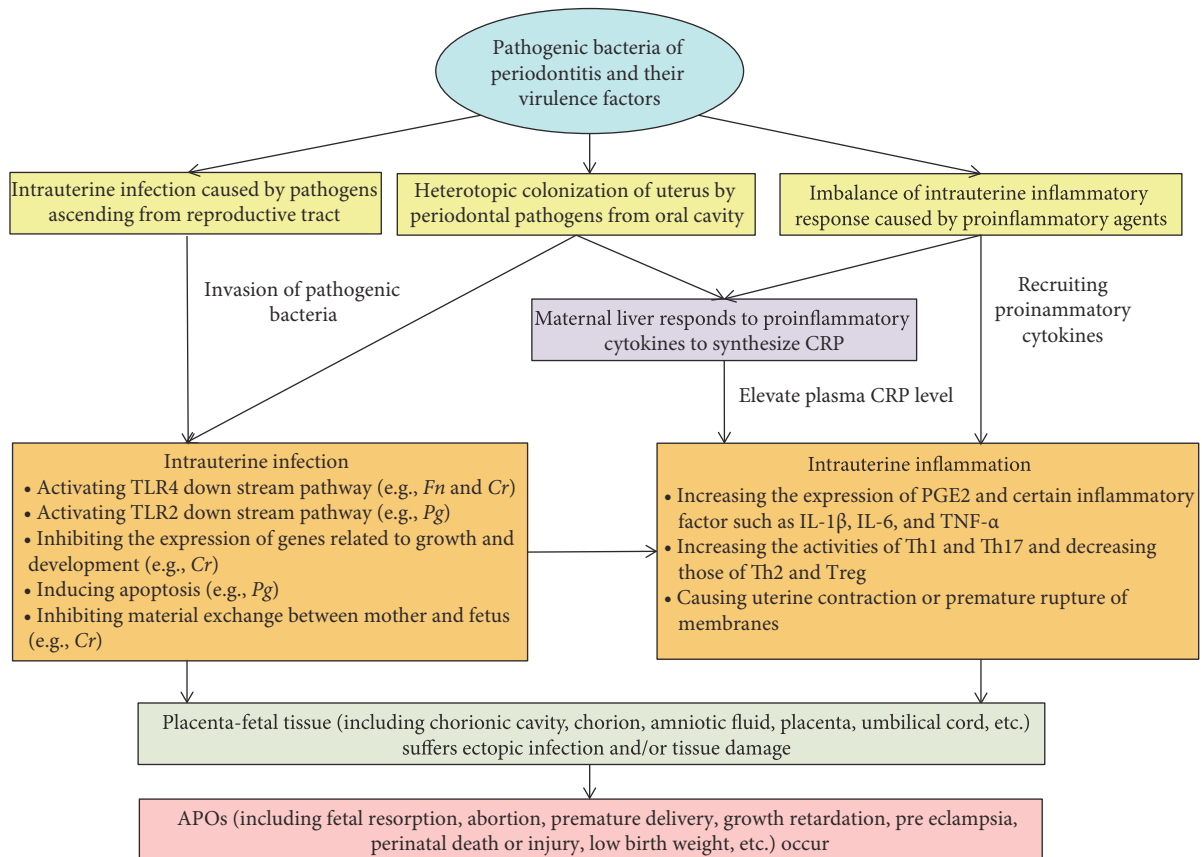 Pathogenic bacteria of
periodontitis and their
virulence factors
Intrauterine infection caused by pathogens
ascending from reproductive tract
Heterotopic colonization of uterus by
periodontal pathogens from oral cavity
Imbalance of intrauterine inflammatory
response caused by proinflammatory agents
Invasion of pathogenic
bacteria
Maternal liver responds to proinflammatory
cytokines to synthesize CRP
Recruiting
proinammatory
cytokines
Elevate plasma CRP level
Intrauterine infection
• Activating TLR4 down stream pathway (e.g., Fn and Cr)
• Activating TLR2 down stream pathway (e.g., Pg)
• Inhibiting the expression of genes related to growth and
development (e.g., Cr)
• Inducing apoptosis (e.g., Pg)
• Inhibiting material exchange between mother and fetus
(e.g., Cr)
Intrauterine inflammation
• Increasing the expression of PGE2 and certain inflammatory
factor such as IL-1β, IL-6, and TNF-α
• Increasing the activities of Th1 and Th17 and decreasing
those of Th2 and Treg
• Causing uterine contraction or premature rupture of
membranes
Placenta-fetal tissue (including chorionic cavity, chorion, amniotic fluid, placenta, umbilical cord, etc.)
suffers ectopic infection and/or tissue damage
APOs (including fetal resorption, abortion, premature delivery, growth retardation, pre eclampsia,
perinatal death or injury, low birth weight, etc.) occur